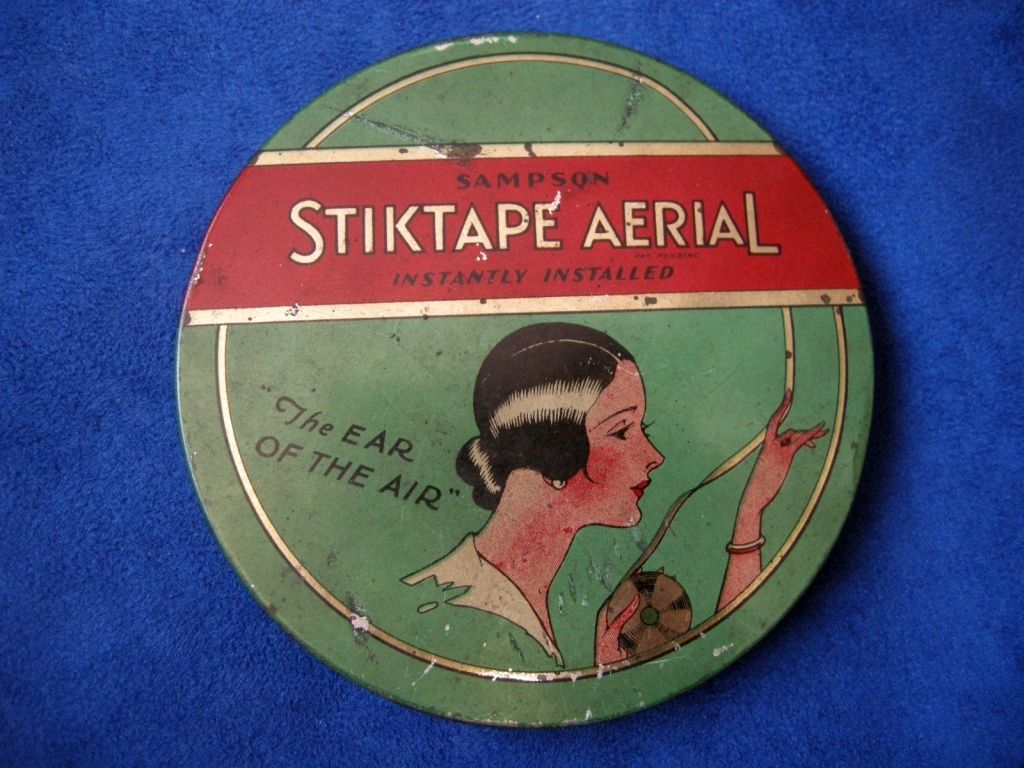 SAMPSON
STIKTAPE AERIAL
PAT. PENDING
INSTANTLY INSTALLED
"The EAR
OF THE AIR"